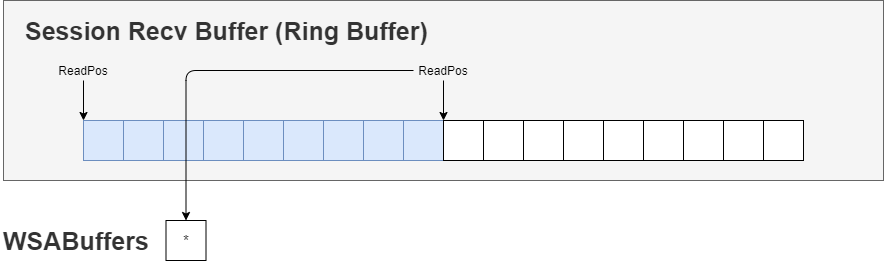 Session Recv Buffer (Ring Buffer)
ReadPos ReadPos
WSABuffers *